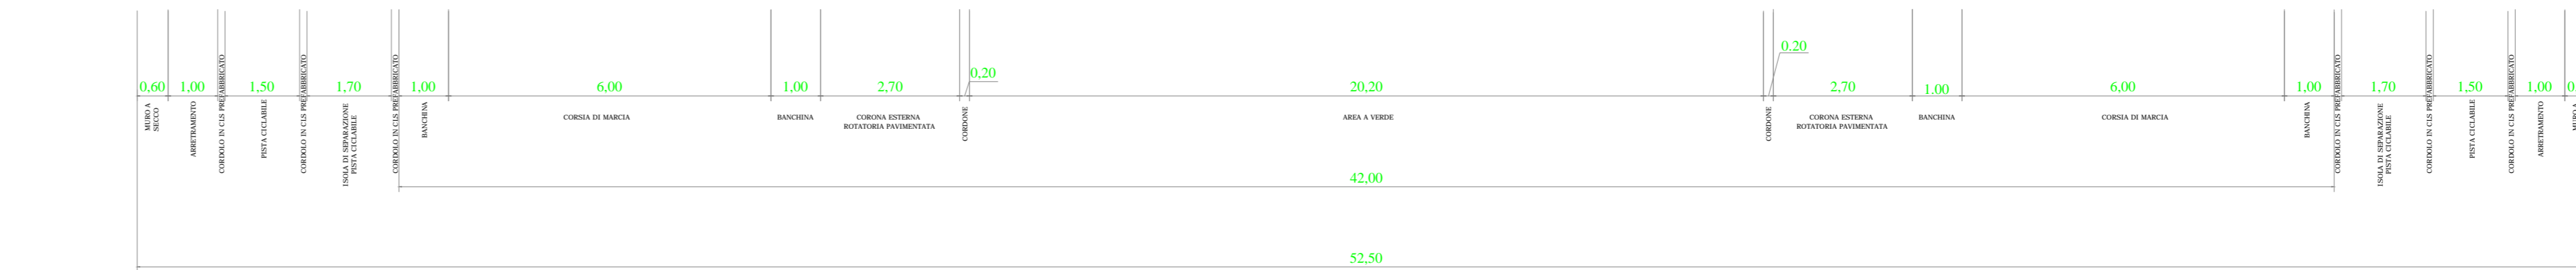 0,20
0.20
0,60
1,00
1,50
1,70
1,00
6,00
1,00
2,70
20,20
2,70
1.00
6,00
1,00
1,70
1,50
1,00
MURO A
SECCO
ARRETRAMENTO
CORDOLO IN CLS PREFABBRICATO
PISTA CICLABILE
CORDOLO IN CLS PREFABBRICATO
ISOLA DI SEPARAZIONE
PISTA CICLABILE
CORDOLO IN CLS PREFABBRICATO
BANCHINA
CORSIA DI MARCIA
BANCHINA
CORONA ESTERNA
ROTATORIA PAVIMENTATA
CORDONE
AREA A VERDE
CORDONE
CORONA ESTERNA
ROTATORIA PAVIMENTATA
BANCHINA
CORSIA DI MARCIA
BANCHINA
CORDOLO IN CLS PREFABBRICATO
ISOLA DI SEPARAZIONE
PISTA CICLABILE
CORDOLO IN CLS PREFABBRICATO
PISTA CICLABILE
CORDOLO IN CLS PREFABBRICATO
ARRETRAMENTO
MURO A
42,00
52,50